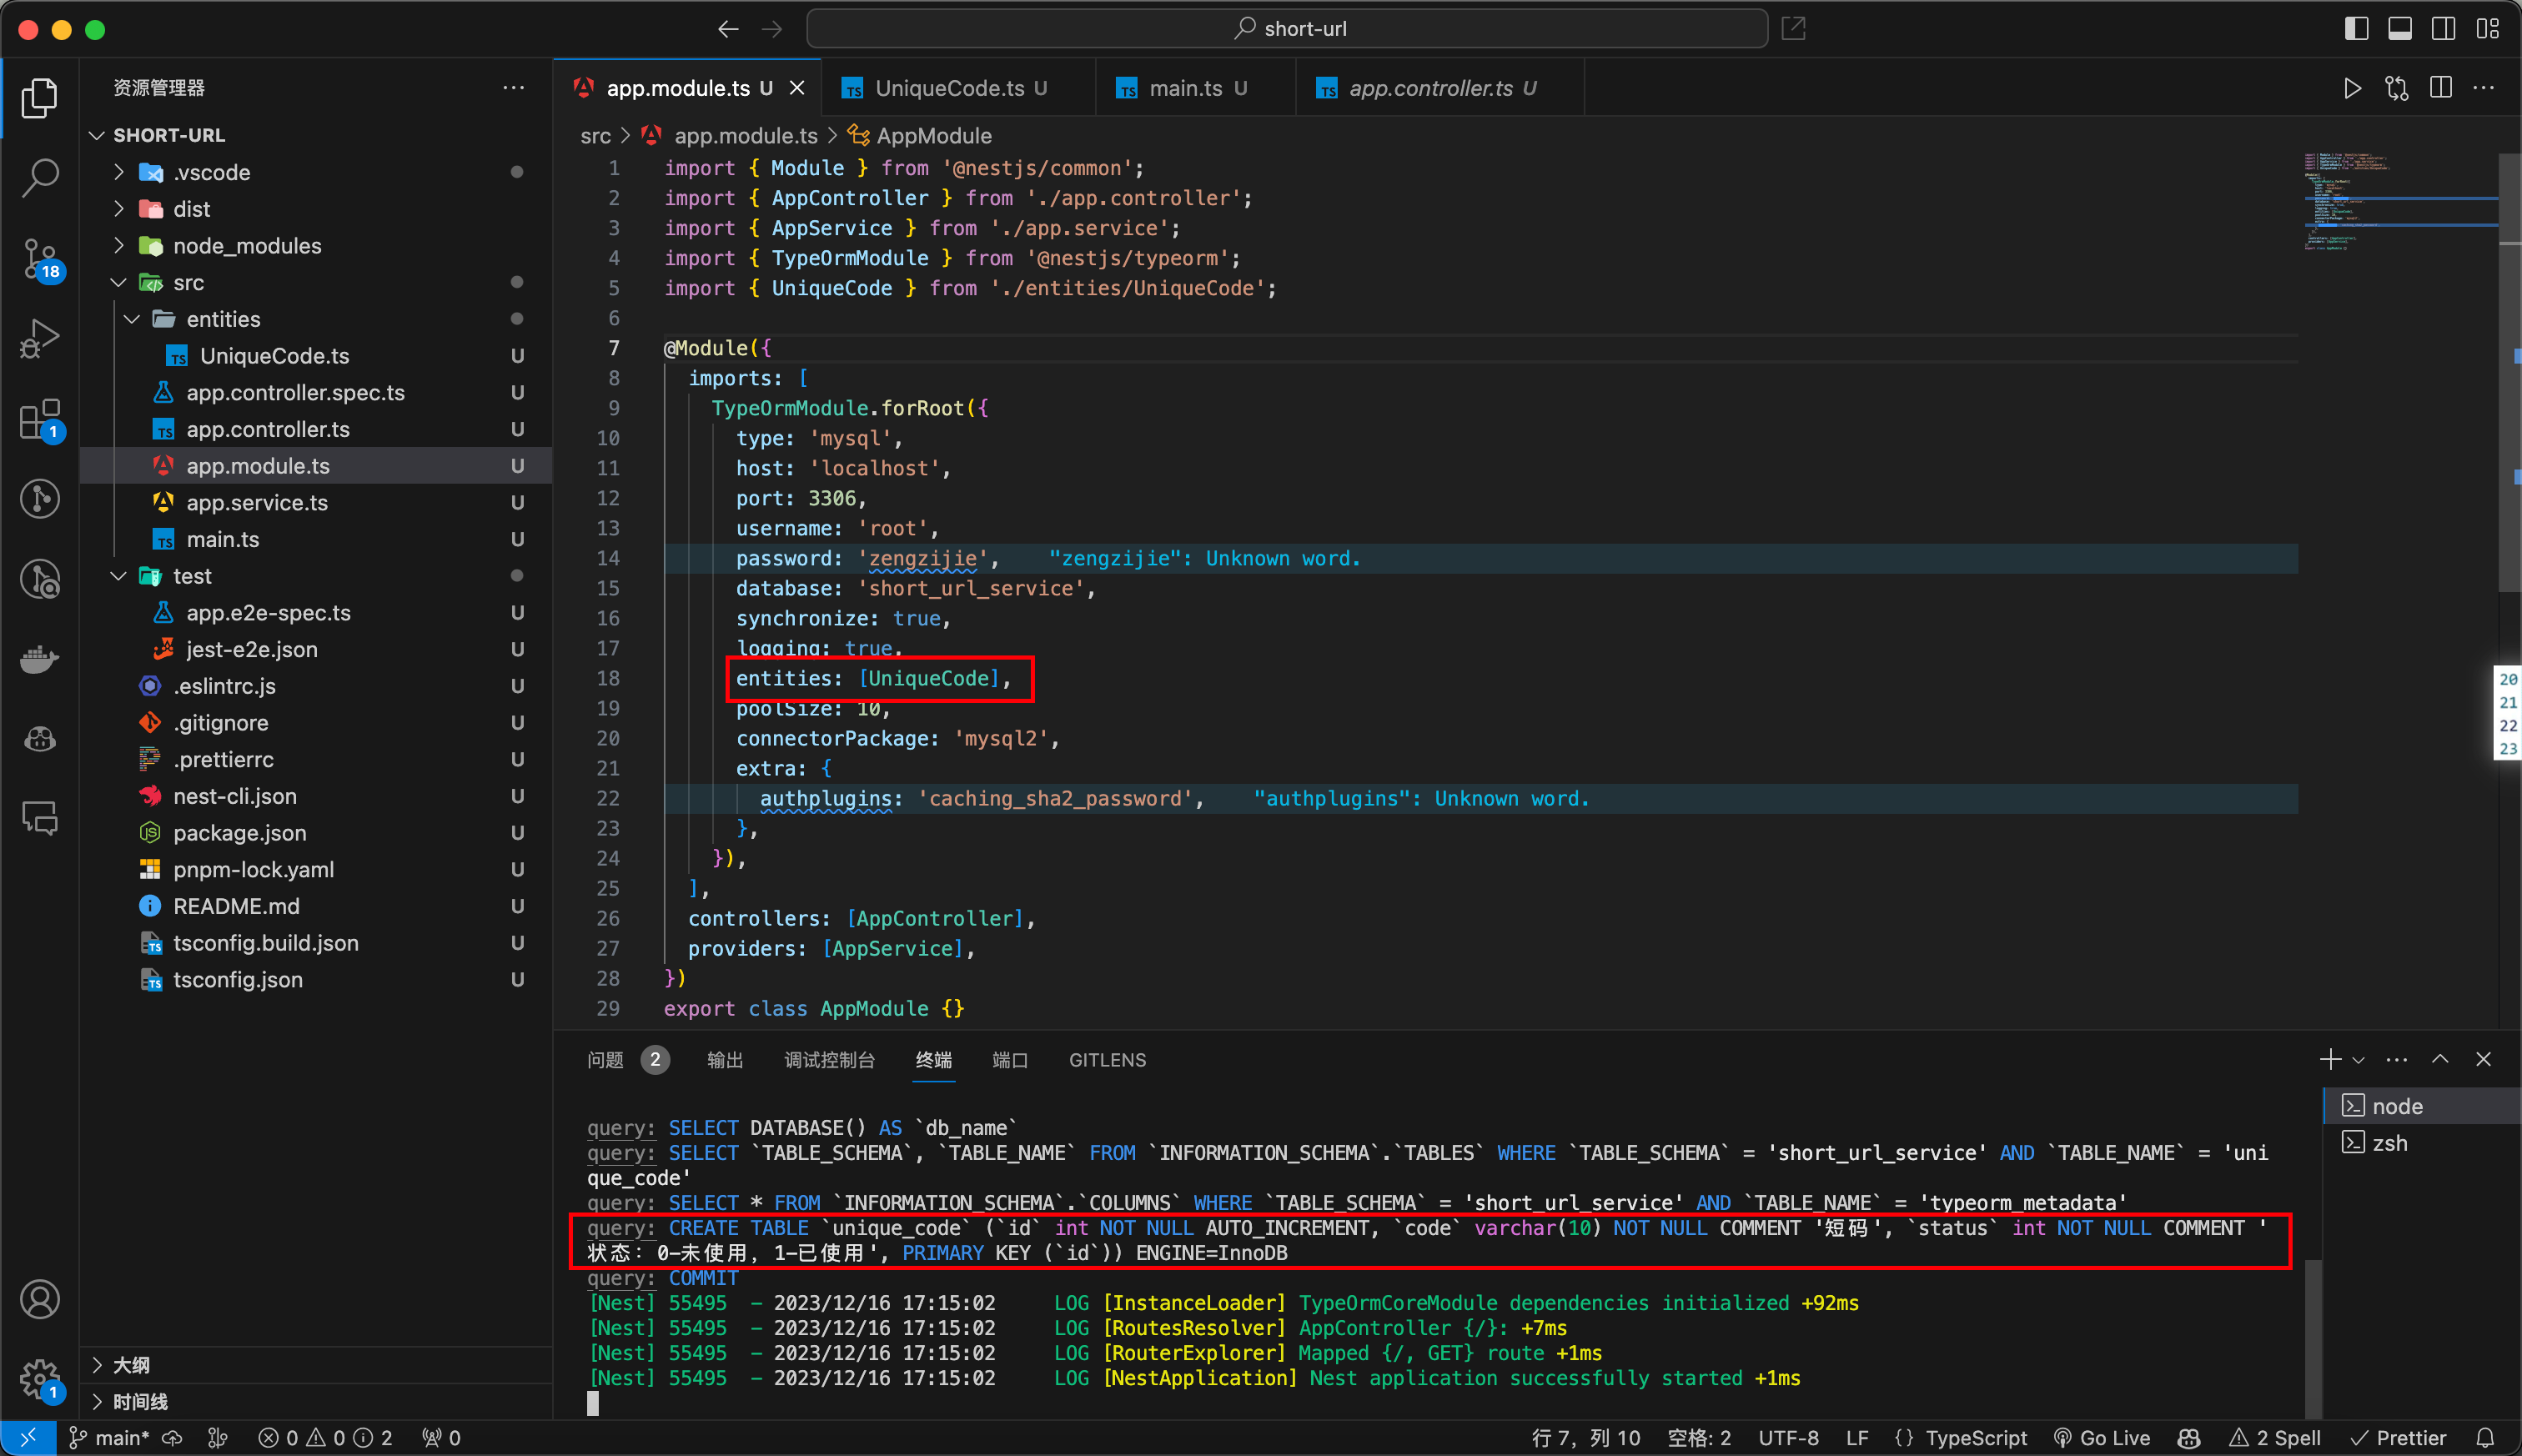 short-url
资源管理器
app.module.ts U
UniqueCode.ts U
main.ts U
app.controller.ts U
SHORT-URL
.vscode
dist
node_modules
src
entities
UniqueCode.ts U
app.controller.spec.ts U
app.controller.ts U
app.module.ts U
app.service.ts U
main.ts U
test
app.e2e-spec.ts U
jest-e2e.json U
.eslintrc.js U
.gitignore U
.prettierrc U
nest-cli.json U
package.json U
pnpm-lock.yaml U
README.md U
tsconfig.build.json U
tsconfig.json U
大纲
时间线
18
1
1
src > app.module.ts > AppModule
1 import { Module } from '@nestjs/common';
2 import { AppController } from './app.controller';
3 import { AppService } from './app.service';
4 import { TypeOrmModule } from '@nestjs/typeorm';
5 import { UniqueCode } from './entities/UniqueCode';
6
7 @Module({
8 imports: [
9 TypeOrmModule.forRoot({
10 type: 'mysql',
11 host: 'localhost',
12 port: 3306,
13 username: 'root',
14 password: 'zengzijie', "zengzijie": Unknown word.
15 database: 'short_url_service',
16 synchronize: true,
17 logging: true,
18 entities: [UniqueCode],
19 poolSize: 10,
20 connectorPackage: 'mysql2',
21 extra: {
22 authplugins: 'caching_sha2_password', "authplugins": Unknown word.
23 },
24 }),
25 ],
26 controllers: [AppController],
27 providers: [AppService],
28 })
29 export class AppModule {}
20
21
22
23
问题 2 输出 调试控制台 终端 端口 GITLENS
node
zsh
query: SELECT DATABASE() AS `db_name`
query: SELECT `TABLE_SCHEMA`, `TABLE_NAME` FROM `INFORMATION_SCHEMA`.`TABLES` WHERE `TABLE_SCHEMA` = 'short_url_service' AND `TABLE_NAME` = 'uni
que_code'
query: SELECT * FROM `INFORMATION_SCHEMA`.`COLUMNS` WHERE `TABLE_SCHEMA` = 'short_url_service' AND `TABLE_NAME` = 'typeorm_metadata'
query: CREATE TABLE `unique_code` (`id` int NOT NULL AUTO_INCREMENT, `code` varchar(10) NOT NULL COMMENT '短码', `status` int NOT NULL COMMENT '
状态: 0-未使用, 1-已使用', PRIMARY KEY (`id`)) ENGINE=InnoDB
query: COMMIT
[Nest] 55495 - 2023/12/16 17:15:02 LOG [InstanceLoader] TypeOrmCoreModule dependencies initialized +92ms
[Nest] 55495 - 2023/12/16 17:15:02 LOG [RoutesResolver] AppController {/}: +7ms
[Nest] 55495 - 2023/12/16 17:15:02 LOG [RouterExplorer] Mapped {/, GET} route +1ms
[Nest] 55495 - 2023/12/16 17:15:02 LOG [NestApplication] Nest application successfully started +1ms
main* 0 0 2 0 行 7，列 10 空格: 2 UTF-8 LF {} TypeScript Go Live 2 Spell Prettier